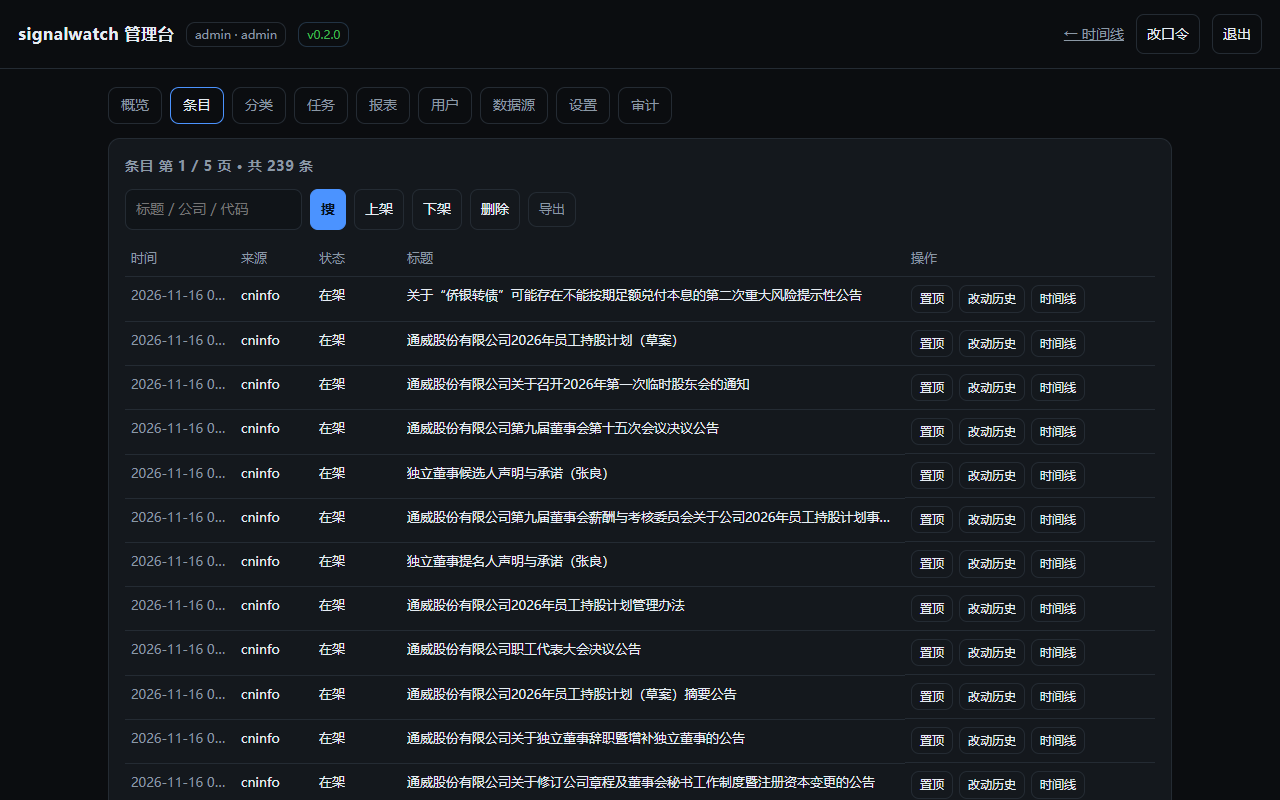 signalwatch 管理台 admin · admin v0.2.0 ← 时间线 改口令 退出
概览 条目 分类 任务 报表 用户 数据源 设置 审计
条目 第 1 / 5 页 • 共 239 条
标题 / 公司 / 代码 搜 上架 下架 删除 导出
时间 来源 状态 标题 操作
2026-11-16 0... cninfo 在架 关于“侨银转债”可能存在不能按期足额兑付本息的第二次重大风险提示性公告 置顶 改动历史 时间线
2026-11-16 0... cninfo 在架 通威股份有限公司2026年员工持股计划（草案） 置顶 改动历史 时间线
2026-11-16 0... cninfo 在架 通威股份有限公司关于召开2026年第一次临时股东会的通知 置顶 改动历史 时间线
2026-11-16 0... cninfo 在架 通威股份有限公司第九届董事会第十五次会议决议公告 置顶 改动历史 时间线
2026-11-16 0... cninfo 在架 独立董事候选人声明与承诺（张良） 置顶 改动历史 时间线
2026-11-16 0... cninfo 在架 通威股份有限公司第九届董事会薪酬与考核委员会关于公司2026年员工持股计划事... 置顶 改动历史 时间线
2026-11-16 0... cninfo 在架 独立董事提名人声明与承诺（张良） 置顶 改动历史 时间线
2026-11-16 0... cninfo 在架 通威股份有限公司2026年员工持股计划管理办法 置顶 改动历史 时间线
2026-11-16 0... cninfo 在架 通威股份有限公司职工代表大会决议公告 置顶 改动历史 时间线
2026-11-16 0... cninfo 在架 通威股份有限公司2026年员工持股计划（草案）摘要公告 置顶 改动历史 时间线
2026-11-16 0... cninfo 在架 通威股份有限公司关于独立董事辞职暨增补独立董事的公告 置顶 改动历史 时间线
2026-11-16 0... cninfo 在架 通威股份有限公司关于修订公司章程及董事会秘书工作制度暨注册资本变更的公告 置顶 改动历史 时间线